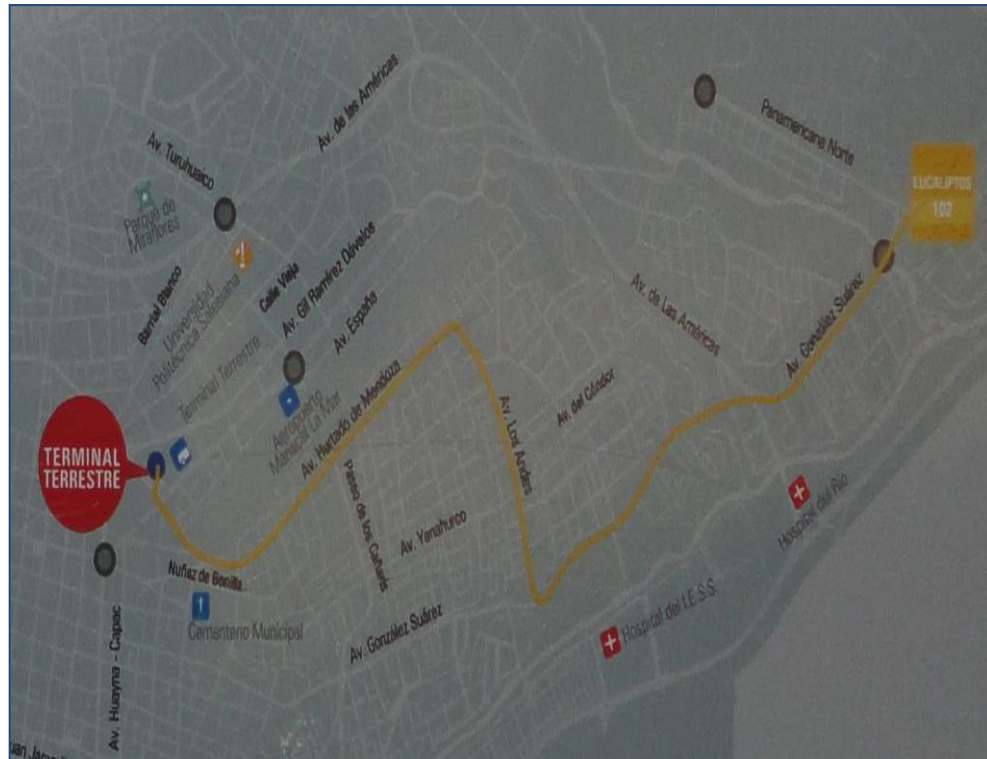 Av. de las Américas
Panamericana Norte
Av. Turuhuaico
Parque de
Miraflores
EUCALIPTOS
102
Barrial Blanco
Universidad
Politécnica Salesiana
Calle Vieja
Av. Gil Ramírez Dávalos
Av. España
Terminal Terrestre
Aeropuerto
Mariscal La Mar
Av. Hurtado de Mendoza
Av. de Las Américas
Av. González Suárez
Av. del Cóndor
Av. Los Andes
TERMINAL
TERRESTRE
Paseo de los Cañaris
Av. Yanahurco
Hospital del Río
Nuñez de Bonilla
Cementerio Municipal
Av. González Suárez
Hospital del I.E.S.S.
Av. Huayna - Capac